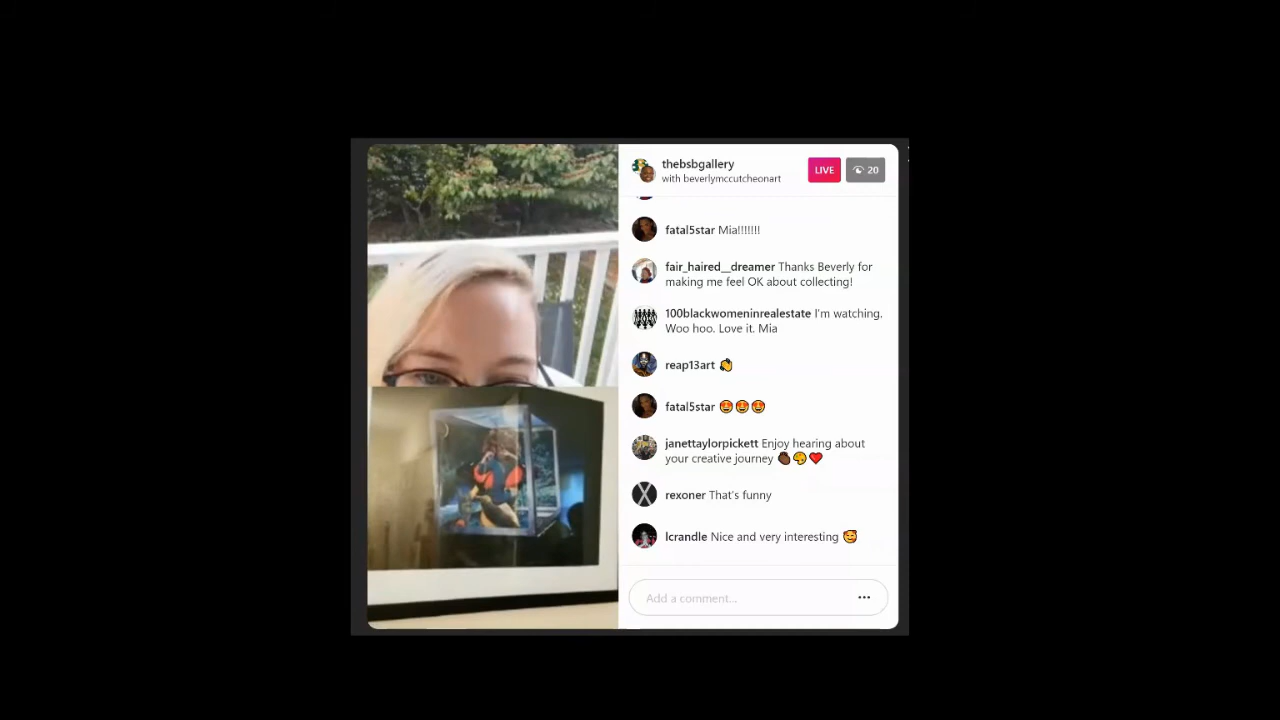 thebsbgallery
with beverlymccutcheonart
LIVE
20
fatal5star Mia!!!!!!!
fair_haired__dreamer Thanks Beverly for
making me feel OK about collecting!
100blackwomeninrealestate I'm watching.
Woo hoo. Love it. Mia
reap13art 👏
fatal5star 😍😍😍
janettaylorpickett Enjoy hearing about
your creative journey ✊🏿🎨❤️
rexoner That's funny
lcrandle Nice and very interesting 🥰
Add a comment...